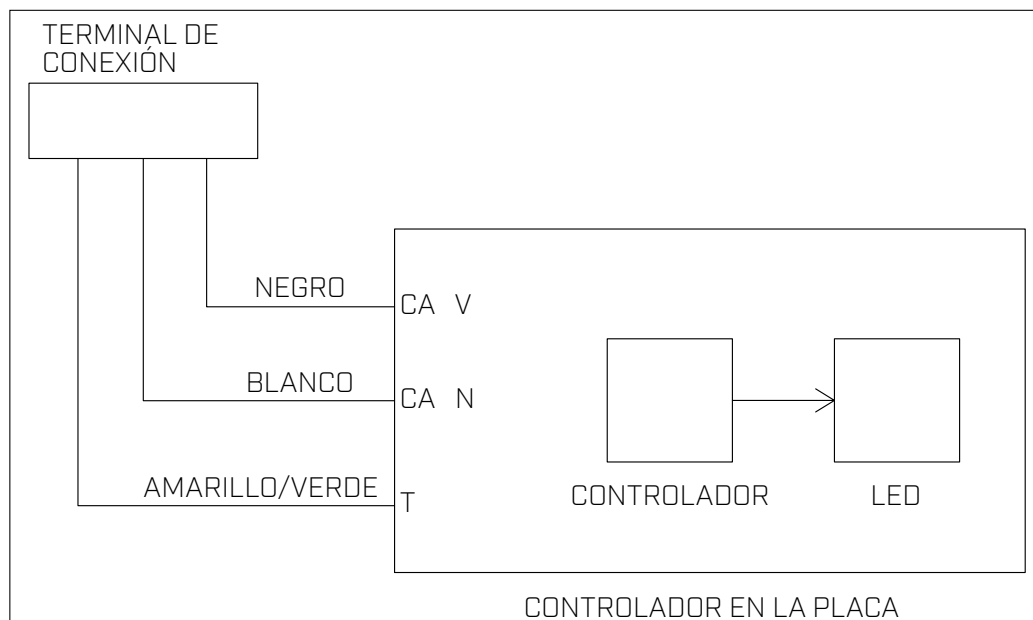 TERMINAL DE
CONEXIÓN
NEGRO
CA V
BLANCO
CA N
AMARILLO/VERDE
T
CONTROLADOR
LED
CONTROLADOR EN LA PLACA